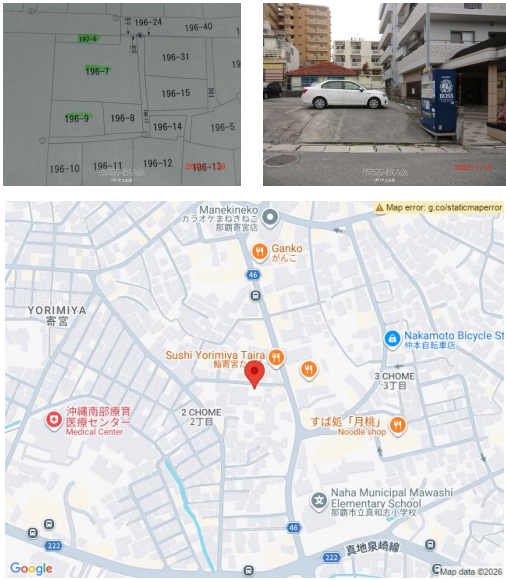 196-24
196-40
197-6
196-31
196-7
196-15
196
196-9
196-8
196-14
196-5
196-10
196-11
196-12
196-13
BOSS
Manekineko
カラオケまねきねこ
那覇寄宮店
Map error: g.co/staticmaperror
Ganko
がんこ
46
YORIMIYA
寄宮
Nakamoto Bicycle St
仲本自転車店
Sushi Yorimiya Taira
鮨寄宮た
3 CHOME
3丁目
2 CHOME
2丁目
沖縄南部療育
医療センター
Medical Center
すば処「月桃」
Noodle shop
Naha Municipal Mawashi
Elementary School
那覇市立真和志小学校
46
222
222
真地久茂地線
Google
Map data ©2026